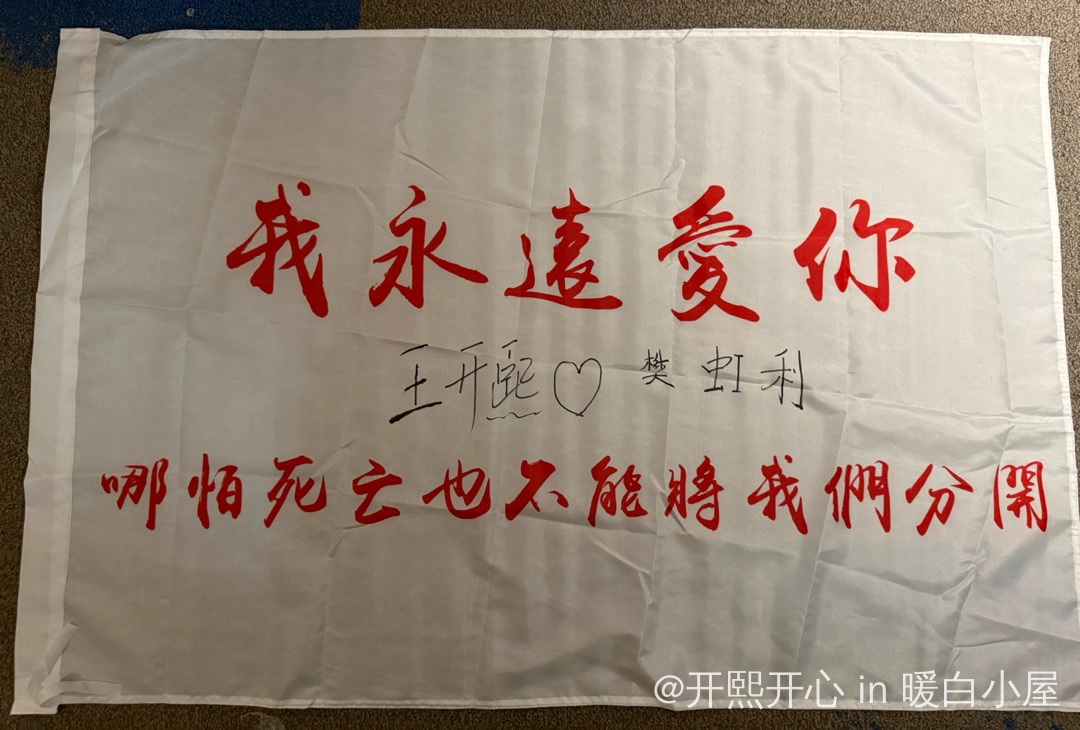 我永遠愛你
王开熙♡樊虹利
哪怕死亡也不能將我們分開
@开熙开心 in 暖白小屋